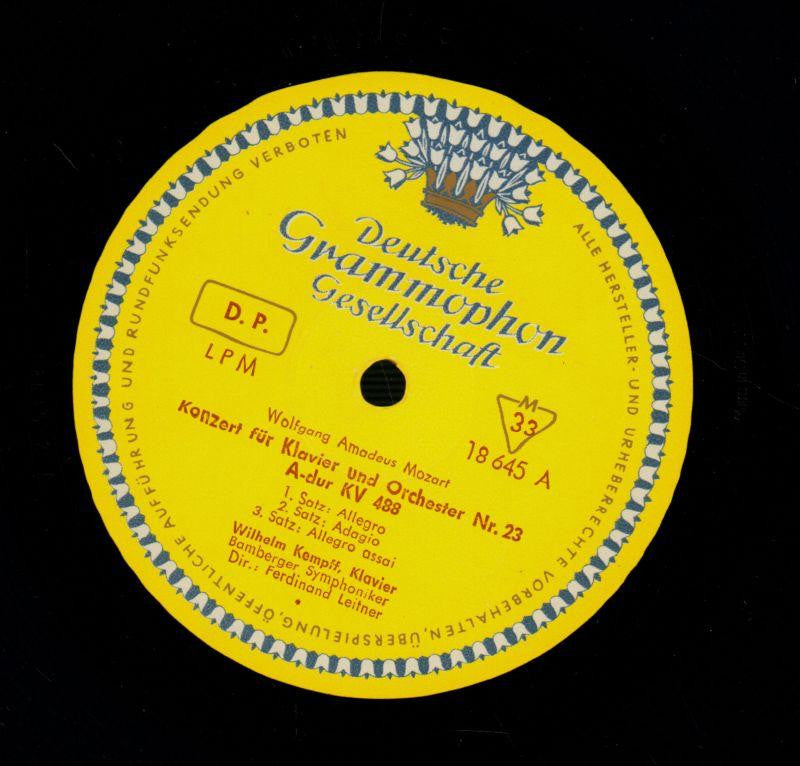 ALLE HERSTELLER- UND URHEBERRECHTE VORBEHALTEN, ÜBERSPIELUNG, ÖFFENTLICHE AUFFÜHRUNG UND RUNDFUNKSENDUNG VERBOTEN
Deutsche
Grammophon
Gesellschaft
D. P.
LPM
M
33
18 645 A
Wolfgang Amadeus Mozart
Konzert für Klavier und Orchester Nr. 23
A-dur KV 488
1. Satz: Allegro
2. Satz: Adagio
3. Satz: Allegro assai
Wilhelm Kempff, Klavier
Bamberger Symphoniker
Dir.: Ferdinand Leitner